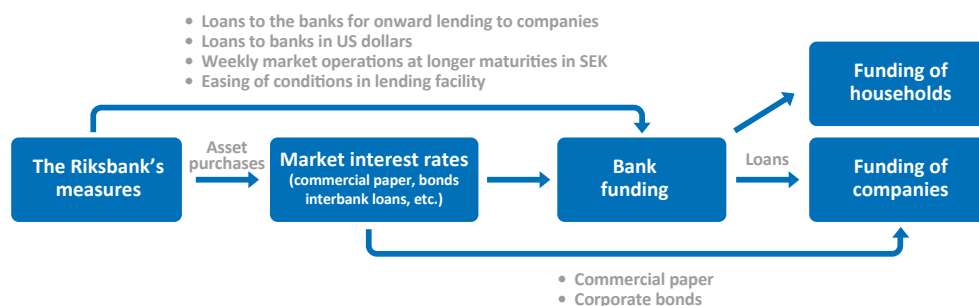 • Loans to the banks for onward lending to companies
• Loans to banks in US dollars
• Weekly market operations at longer maturities in SEK
• Easing of conditions in lending facility
Funding of
households
The Riksbank's
measures
Asset
purchases
Market interest rates
(commercial paper, bonds
interbank loans, etc.)
Bank
funding
Loans
Funding of
companies
• Commercial paper
• Corporate bonds